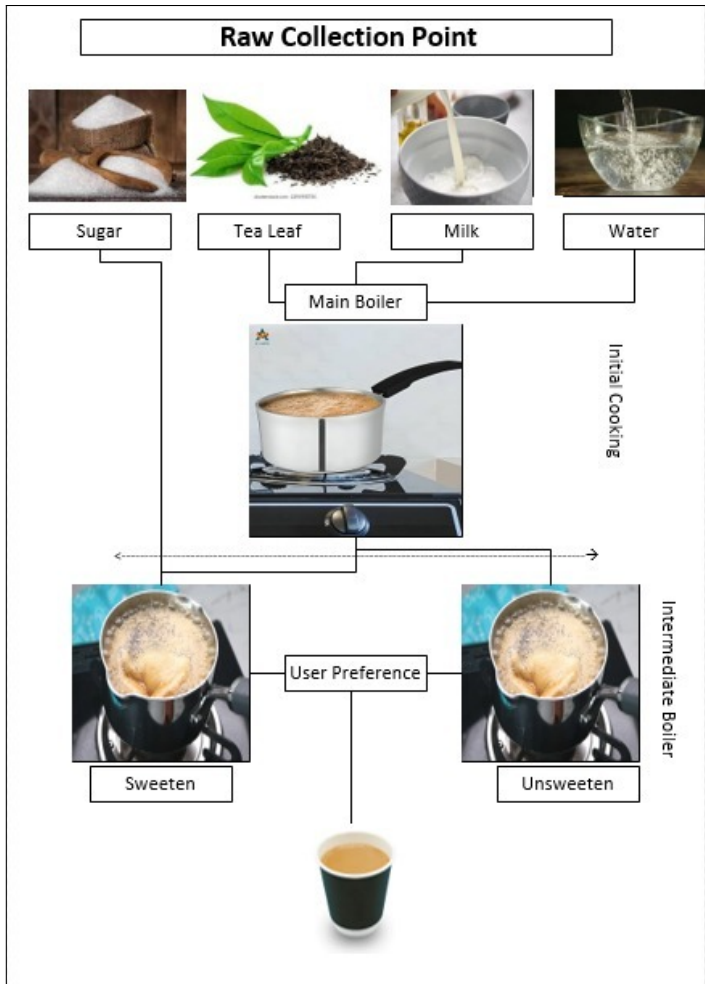 Raw Collection Point
Sugar
Tea Leaf
Milk
Water
Main Boiler
Initial Cooking
Intermediate Boiler
User Preference
Sweeten
Unsweeten